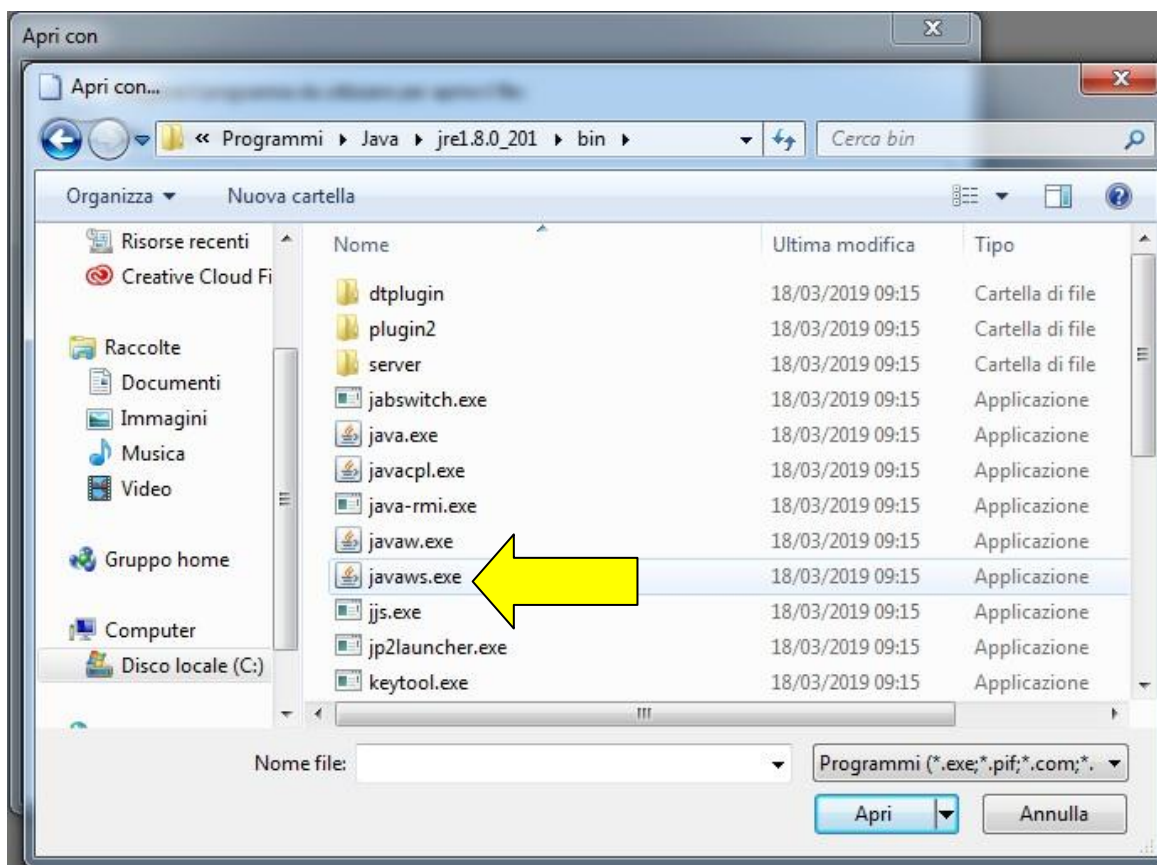 Apri con
Apri con...
« Programmi Java jre1.8.0_201 bin
Cerca bin
Organizza Nuova cartella
Risorse recenti
Creative Cloud Fi
Raccolte
Documenti
Immagini
Musica
Video
Gruppo home
Computer
Disco locale (C:)
Nome Ultima modifica Tipo
dtplugin 18/03/2019 09:15 Cartella di file
plugin2 18/03/2019 09:15 Cartella di file
server 18/03/2019 09:15 Cartella di file
jabswitch.exe 18/03/2019 09:15 Applicazione
java.exe 18/03/2019 09:15 Applicazione
javacpl.exe 18/03/2019 09:15 Applicazione
java-rmi.exe 18/03/2019 09:15 Applicazione
javaw.exe 18/03/2019 09:15 Applicazione
javaws.exe 18/03/2019 09:15 Applicazione
jjs.exe 18/03/2019 09:15 Applicazione
jp2launcher.exe 18/03/2019 09:15 Applicazione
keytool.exe 18/03/2019 09:15 Applicazione
Nome file:
Programmi (*.exe;*.pif;*.com;*.
Apri Annulla